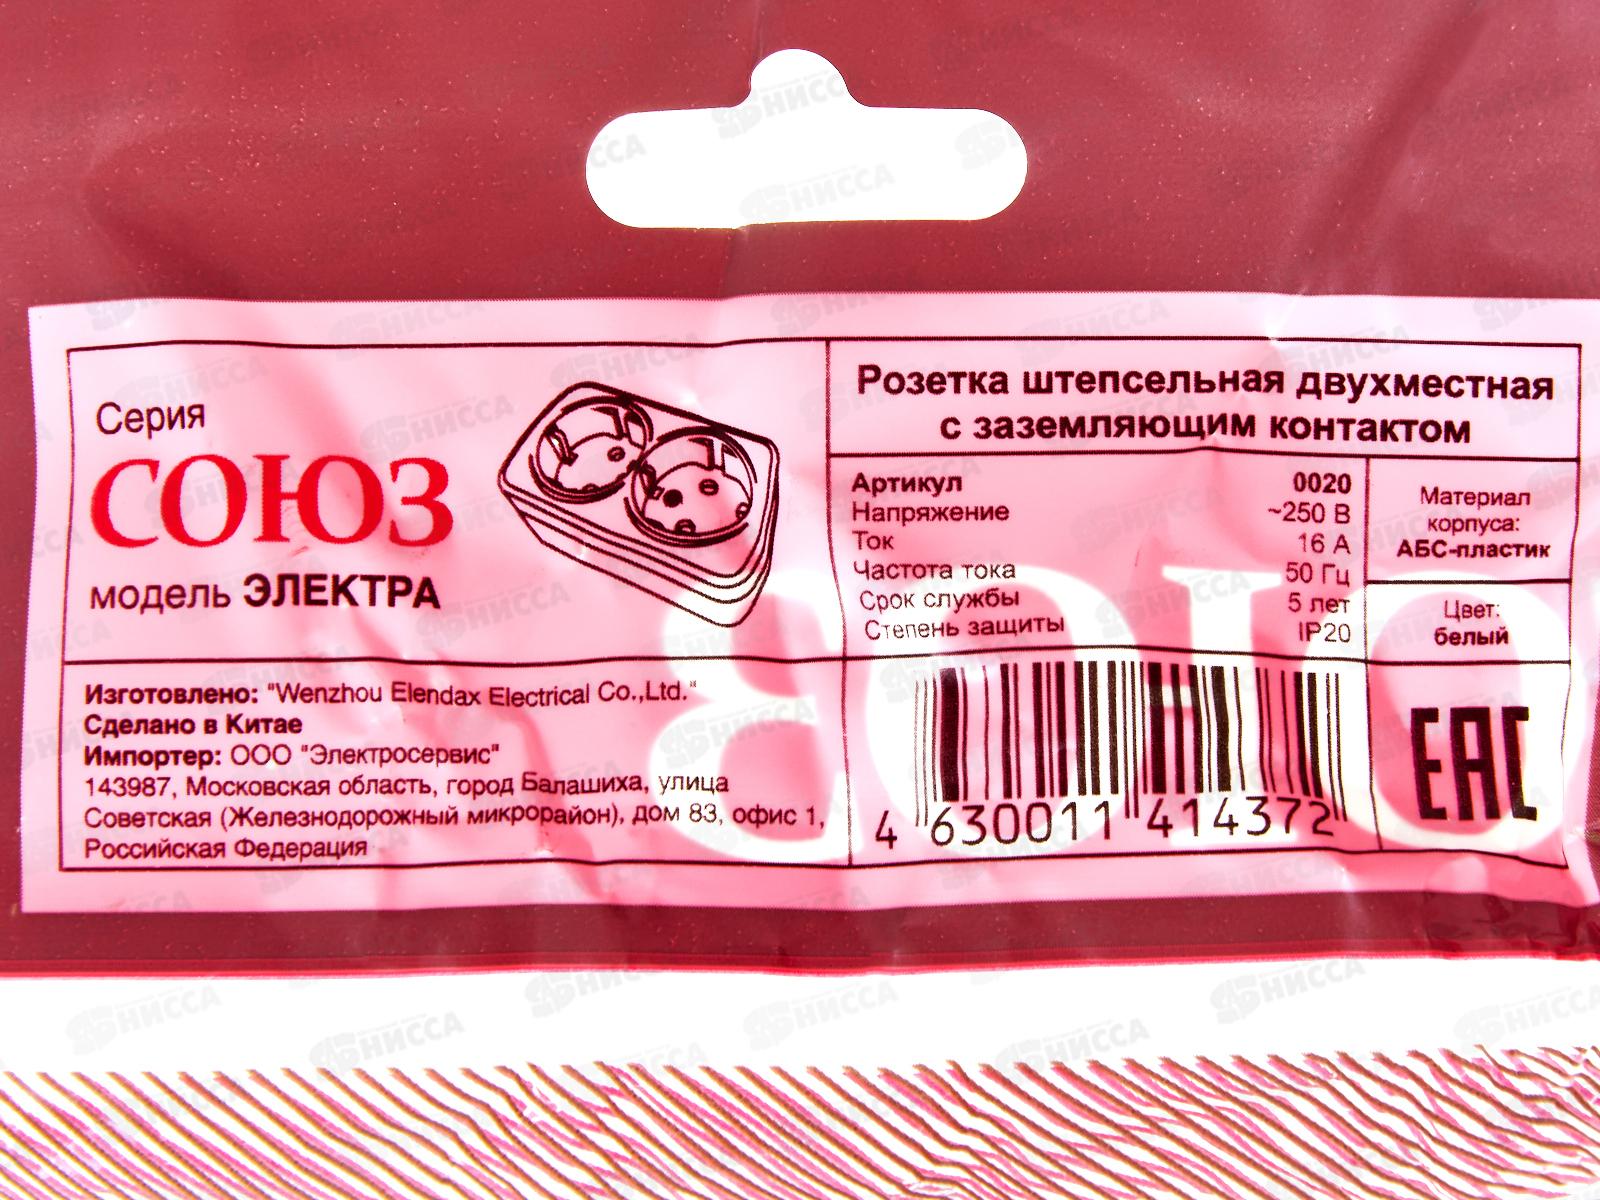 Серия
СОЮЗ
модель ЭЛЕКТРА
Розетка штепсельная двухместная
с заземляющим контактом
Артикул 0020
Напряжение ~250 В
Ток 16 А
Частота тока 50 Гц
Срок службы 5 лет
Степень защиты IP20
Материал
корпуса:
АБС-пластик
Цвет:
белый
Изготовлено: "Wenzhou Elendax Electrical Co.,Ltd."
Сделано в Китае
Импортер: ООО "Электросервис"
143987, Московская область, город Балашиха, улица
Советская (Железнодорожный микрорайон), дом 83, офис 1,
Российская Федерация
4 630011 414372
ЕАС
НИССА